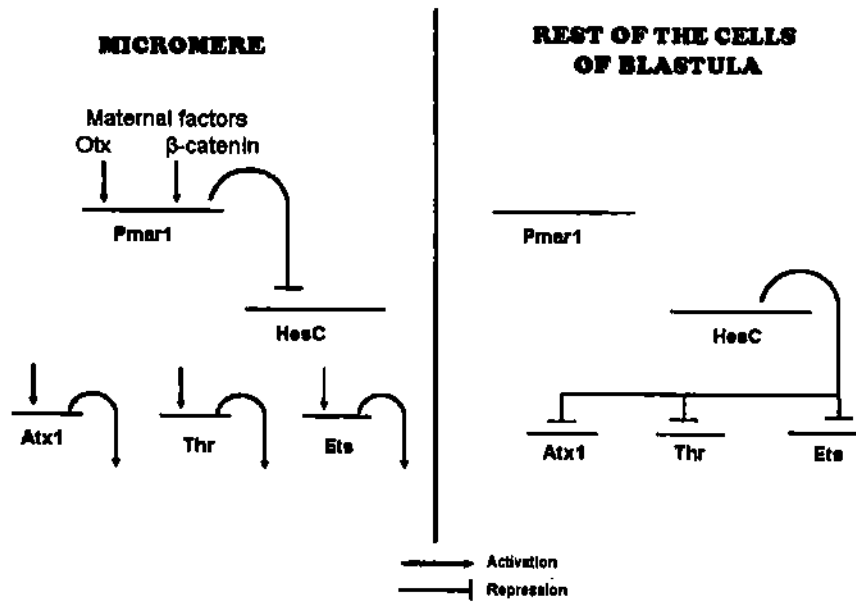 MICROMERE
Maternal factors
Otx β-catenin
Pmar1
HesC
Atx1 Thr Ets
REST OF THE CELLS
OF BLASTULA
Pmar1
HesC
Atx1 Thr Ets
Activation
Repression